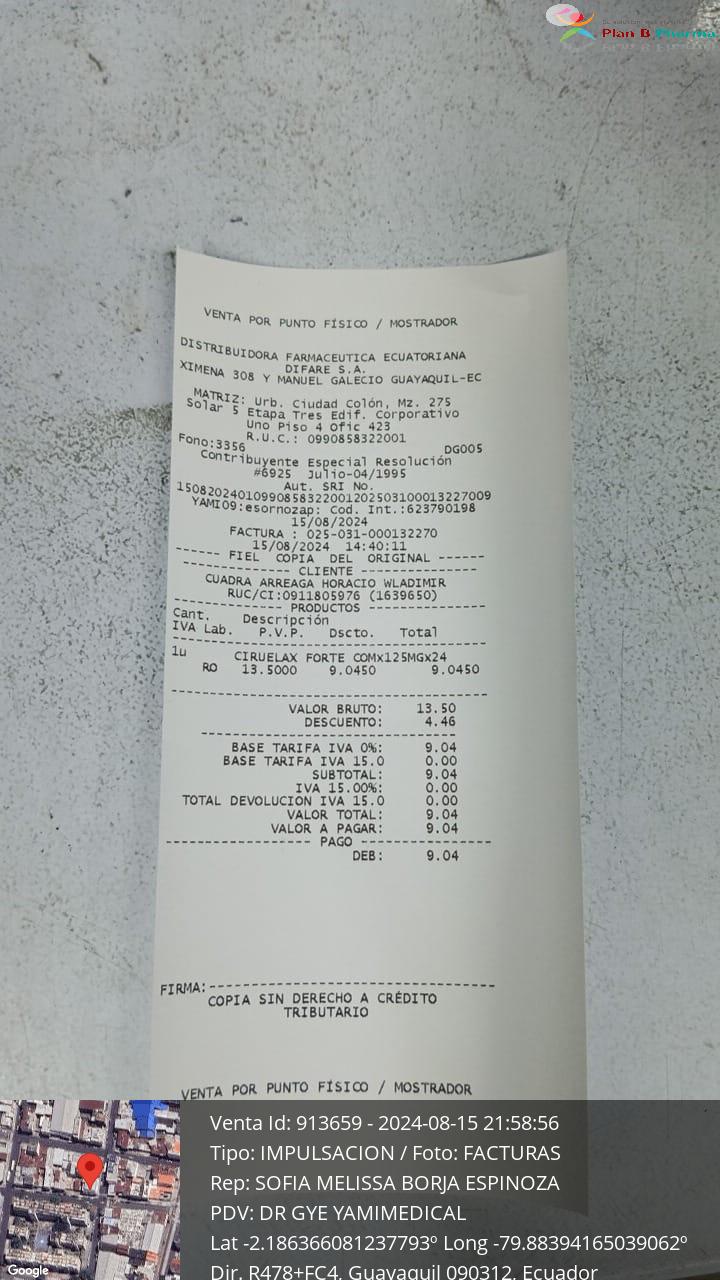 Plan B Pharma
VENTA POR PUNTO FÍSICO / MOSTRADOR
DISTRIBUIDORA FARMACEUTICA ECUATORIANA
DIFARE S.A.
XIMENA 308 Y MANUEL GALECIO GUAYAQUIL-EC
MATRIZ: Urb. Ciudad Colón, Mz. 275
Solar 5 Etapa Tres Edif. Corporativo
Uno Piso 4 Ofic 423
R.U.C.: 0990858322001
Fono:3356 DG005
Contribuyente Especial Resolución
#6925 Julio-04/1995
Aut. SRI No.
1508202401099085832200120250310001322700​9
YAMI09:esornozap: Cod. Int.:623790198
15/08/2024
FACTURA : 025-031-000132270
15/08/2024 14:40:11
------ FIEL COPIA DEL ORIGINAL ------
--------------- CLIENTE ---------------
CUADRA ARREAGA HORACIO WLADIMIR
RUC/CI:0911805976 (1639650)
-------------- PRODUCTOS ---------------
Cant. Descripción
IVA Lab. P.V.P. Dscto. Total
1u CIRUELAX FORTE COMx125MGx24
RO 13.5000 9.0450 9.0450
VALOR BRUTO: 13.50
DESCUENTO: 4.46
BASE TARIFA IVA 0%: 9.04
BASE TARIFA IVA 15.0 0.00
SUBTOTAL: 9.04
IVA 15.00%: 0.00
TOTAL DEVOLUCION IVA 15.0 0.00
VALOR TOTAL: 9.04
VALOR A PAGAR: 9.04
------------------ PAGO -----------------
DEB: 9.04
FIRMA:----------------------------------
COPIA SIN DERECHO A CRÉDITO
TRIBUTARIO
VENTA POR PUNTO FÍSICO / MOSTRADOR
Venta Id: 913659 - 2024-08-15 21:58:56
Tipo: IMPULSACION / Foto: FACTURAS
Rep: SOFIA MELISSA BORJA ESPINOZA
PDV: DR GYE YAMIMEDICAL
Lat -2.186366081237793º Long -79.88394165039062º
Dir. R478+FC4, Guayaquil 090312, Ecuador
Google